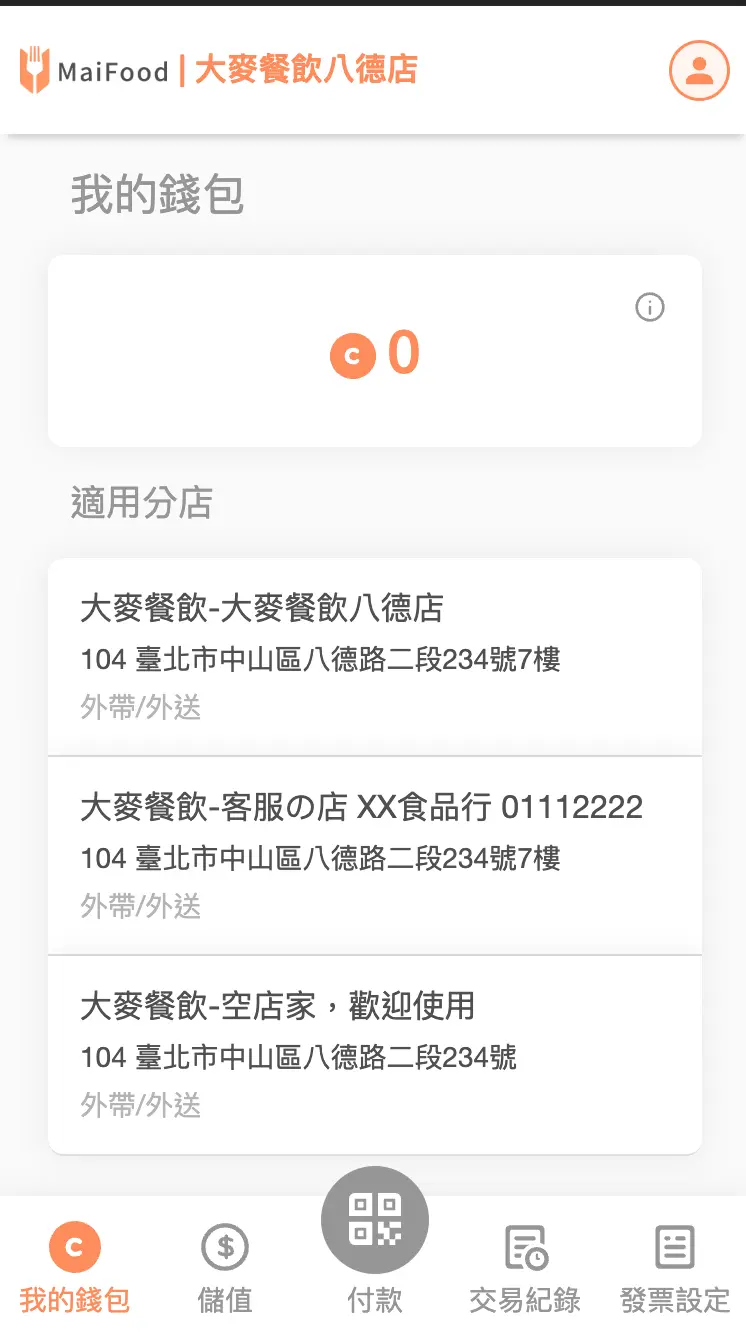 MaiFood | 大麥餐飲八德店
我的錢包
C 0
適用分店
大麥餐飲-大麥餐飲八德店
104 臺北市中山區八德路二段234號7樓
外帶/外送
大麥餐飲-客服の店 XX食品行 01112222
104 臺北市中山區八德路二段234號7樓
外帶/外送
大麥餐飲-空店家，歡迎使用
104 臺北市中山區八德路二段234號
外帶/外送
C $
我的錢包 儲值 付款 交易紀錄 發票設定